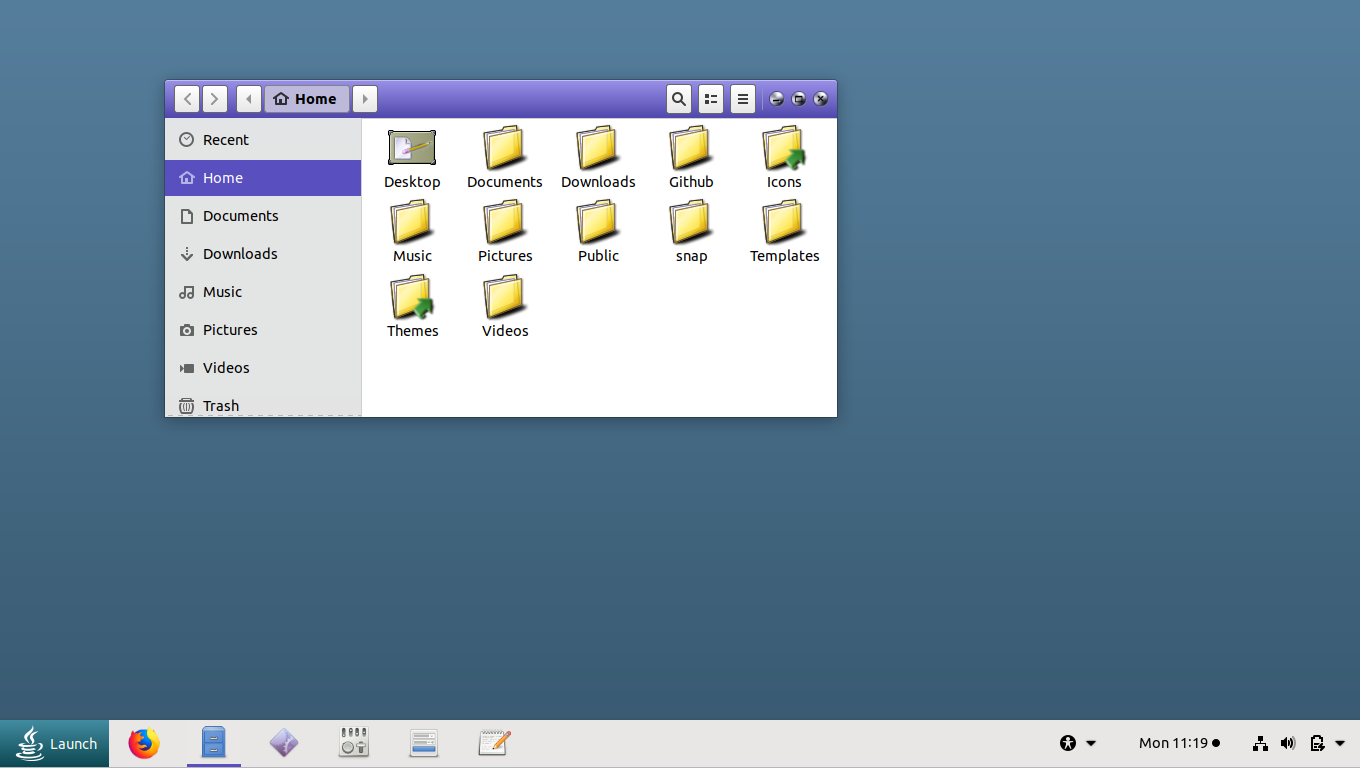 Home
Recent
Home
Documents
Downloads
Music
Pictures
Videos
Trash
Desktop
Documents
Downloads
Github
Icons
Music
Pictures
Public
snap
Templates
Themes
Videos
Launch
Mon 11:19